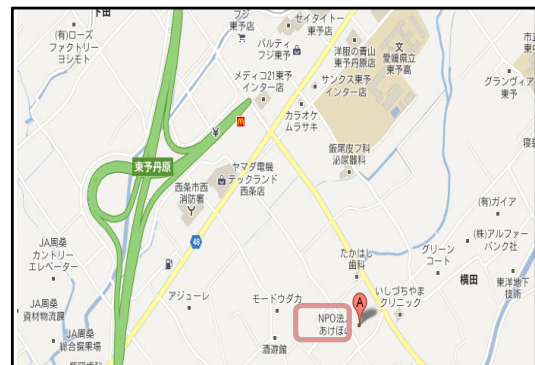 下田
(有)ローズ
ファクトリー
ヨシモト
フジ
東予店
セイタイトー
東予店
パルティ
フジ東予
洋服の青山
東予丹原店
文
愛媛県立
東予高
メディコ21東予
インター店
サンクス東予
インター店
グランヴィア
東予
カラオケ
ムラサキ
飯尾皮フ科
泌尿器科
東予丹原
西条市西
消防署
ヤマダ電機
テックランド
西条店
48
(有)ガイア
(株)アルファー
バンク社
JA周桑
カントリー
エレベーター
たかはし
歯科
グリーン
コート
横田
東洋地下
技術
JA周桑
資材物流課
アジューレ
モードウダカ
いしづちやま
クリニック
A
NPO法人
あけぼの
JA周桑
総合撰果場
酒遊館